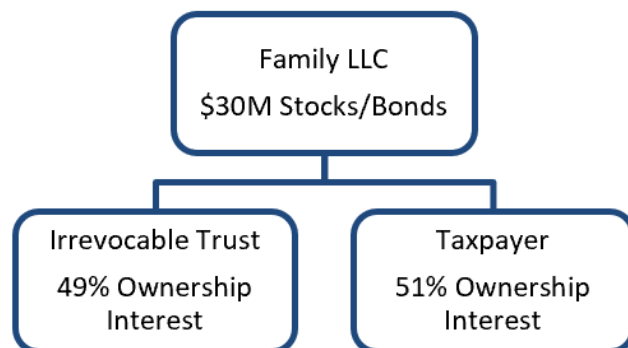 Family LLC
$30M Stocks/Bonds
Irrevocable Trust
49% Ownership
Interest
Taxpayer
51% Ownership
Interest